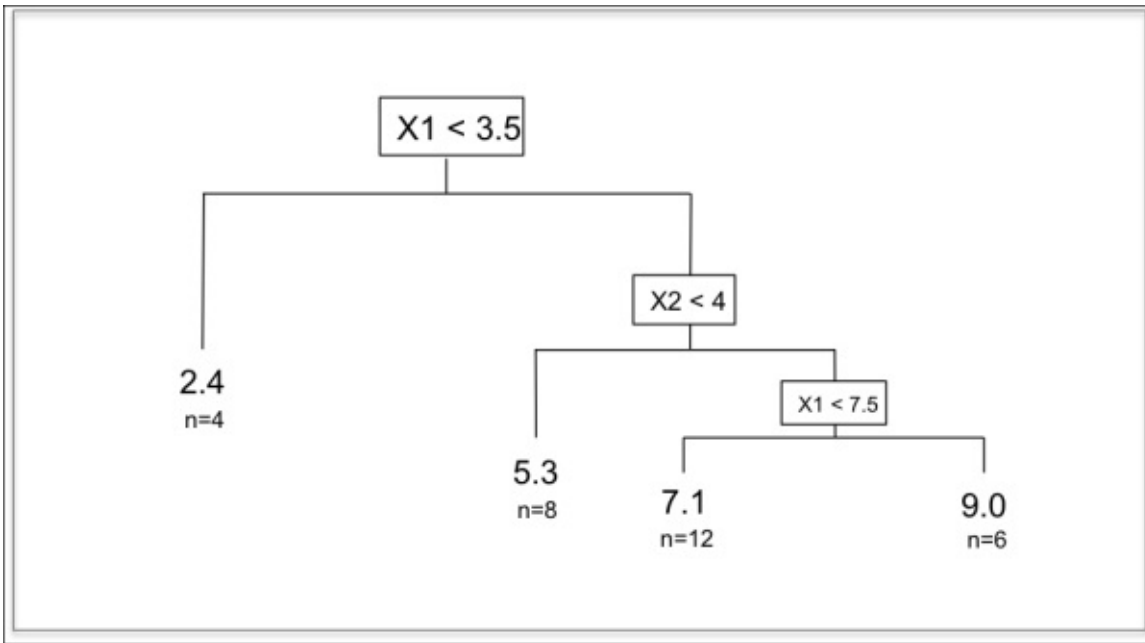 X1 < 3.5
X2 < 4
X1 < 7.5
2.4
n=4
5.3
n=8
7.1
n=12
9.0
n=6